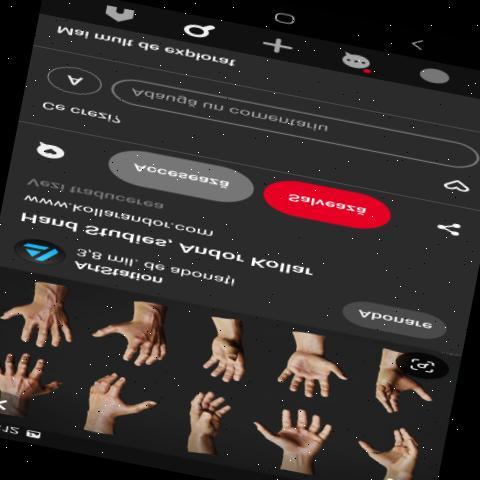 12
ArtStation
3,8 mil. de abonați
Abonare
Hand Studies, Andor Kollar
www.kollarandor.com
Vezi traducerea
Accesează
Salvează
Ce crezi?
A
Adaugă un comentariu
Mai mult de explorat